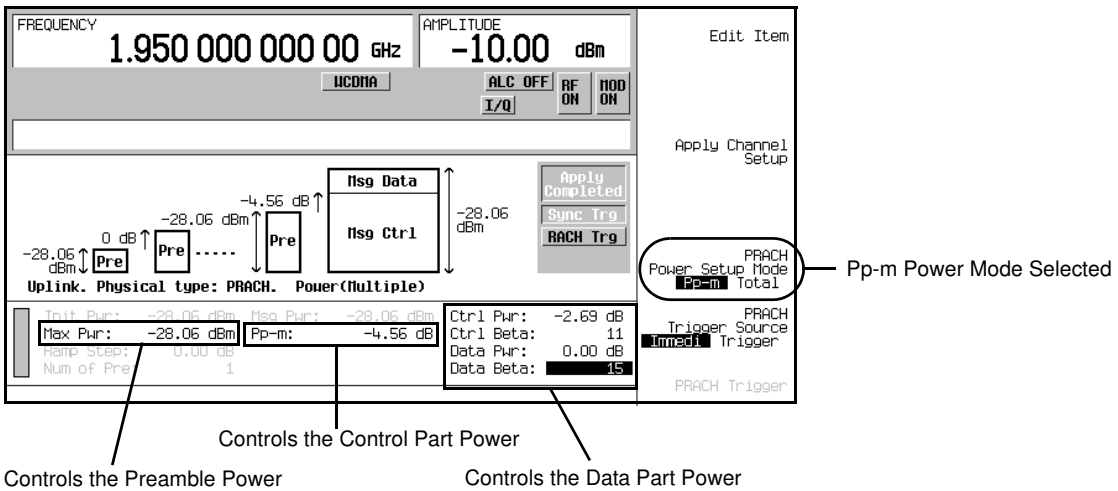 FREQUENCY
1.950 000 000 00 GHz
AMPLITUDE
-10.00 dBm
WCDMA
ALC OFF
I/Q
RF ON
MOD ON
Edit Item
Apply Channel
Setup
PRACH
Power Setup Mode
Pp-m Total
Pp-m Power Mode Selected
PRACH
Trigger Source
Immedi Trigger
PRACH Trigger
Msg Data
Msg Ctrl
-28.06
dBm
-4.56 dB
Pre
-28.06 dBm
Pre
.....
0 dB
Pre
-28.06
dBm
Apply
Completed
Sync Trg
RACH Trg
Uplink. Physical type: PRACH. Power(Multiple)
Init Pwr: -28.06 dBm Msg Pwr: -28.06 dBm
Max Pwr: -28.06 dBm Pp-m: -4.56 dB
Ramp Step: 0.00 dB
Num of Pre: 1
Ctrl Pwr: -2.69 dB
Ctrl Beta: 11
Data Pwr: 0.00 dB
Data Beta: 15
Controls the Control Part Power
Controls the Preamble Power
Controls the Data Part Power